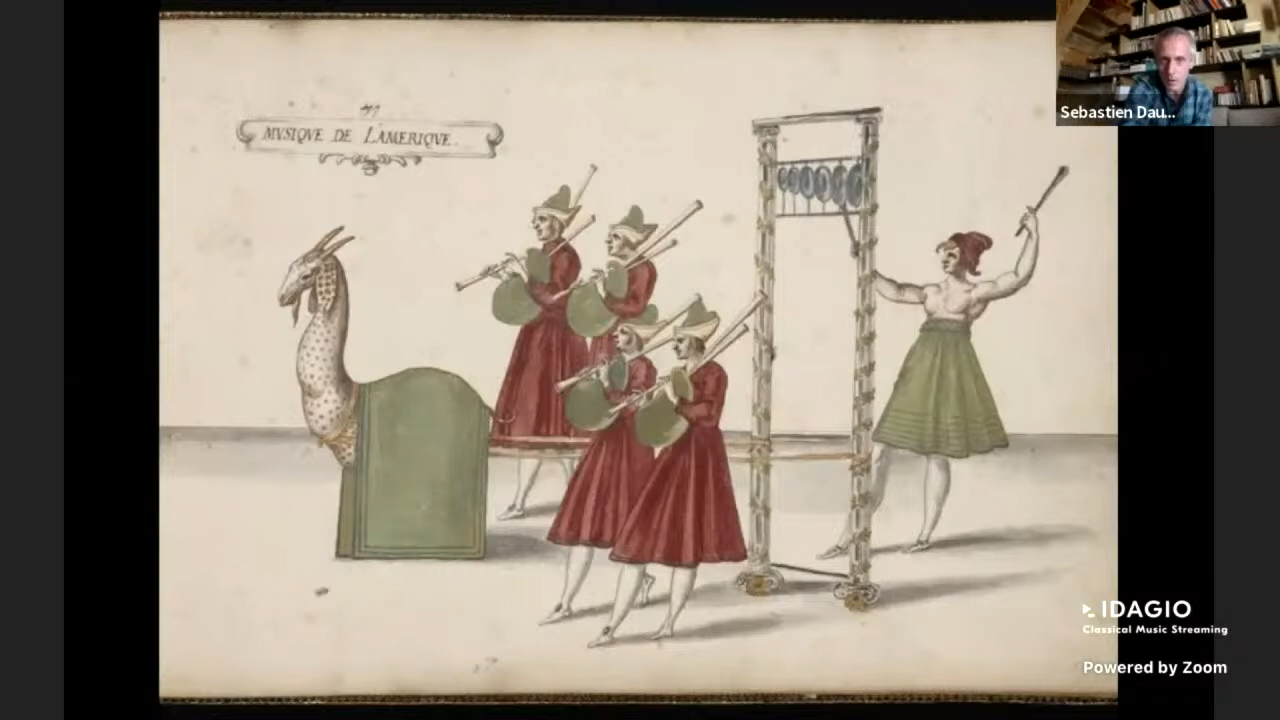 MVSIQVE DE L'AMERIQVE.
Sebastien Dau...
IDAGIO
Classical Music Streaming
Powered by Zoom